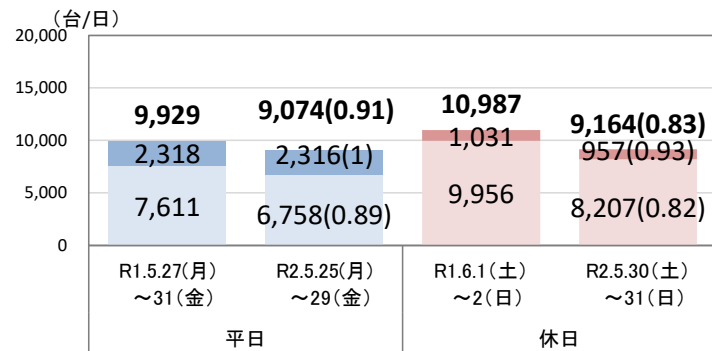 （台/日）
20,000
15,000
10,000
5,000
0
9,929
2,318
7,611
9,074(0.91)
2,316(1)
6,758(0.89)
10,987
1,031
9,956
9,164(0.83)
957(0.93)
8,207(0.82)
R1.5.27(月)
～31(金)
R2.5.25(月)
～29(金)
R1.6.1(土)
～2(日)
R2.5.30(土)
～31(日)
平日
休日